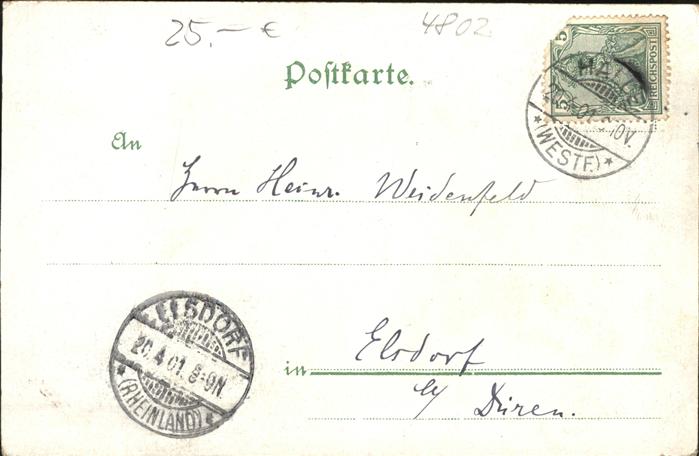 25.- €
4802
Postkarte.
5
5
REICHSPOST
HALLE
(WESTF.)
An
Herrn Heinr. Weidenfeld
ELSDORF
20.4.01. 8-9N.
(RHEINLAND)
in Elsdorf
b/ Düren.